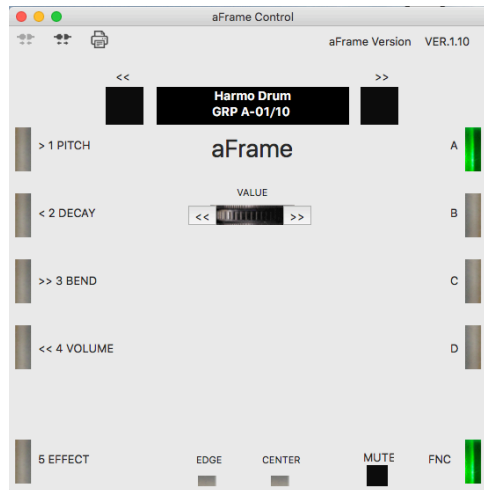 aFrame Control
aFrame Version VER.1.10
<< >>
Harmo Drum
GRP A-01/10
> 1 PITCH
aFrame
A
VALUE
<< >>
< 2 DECAY
B
>> 3 BEND
C
<< 4 VOLUME
D
5 EFFECT
EDGE
CENTER
MUTE
FNC